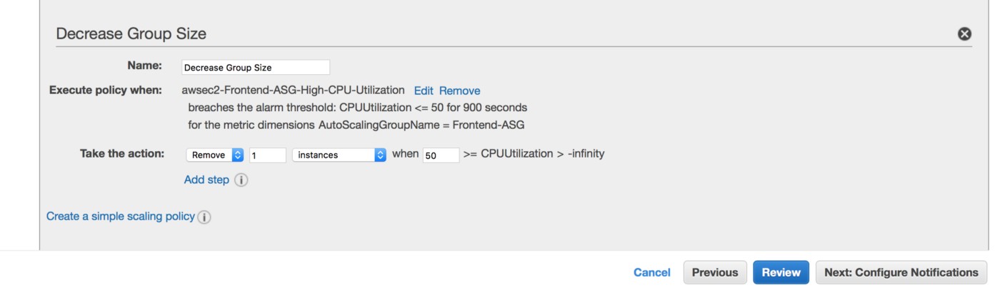 Decrease Group Size
Name: Decrease Group Size
Execute policy when: awsec2-Frontend-ASG-High-CPU-Utilization Edit Remove
breaches the alarm threshold: CPUUtilization <= 50 for 900 seconds
for the metric dimensions AutoScalingGroupName = Frontend-ASG
Take the action: Remove 1 instances when 50 >= CPUUtilization > -infinity
Add step i
Create a simple scaling policy i
Cancel Previous Review Next: Configure Notifications